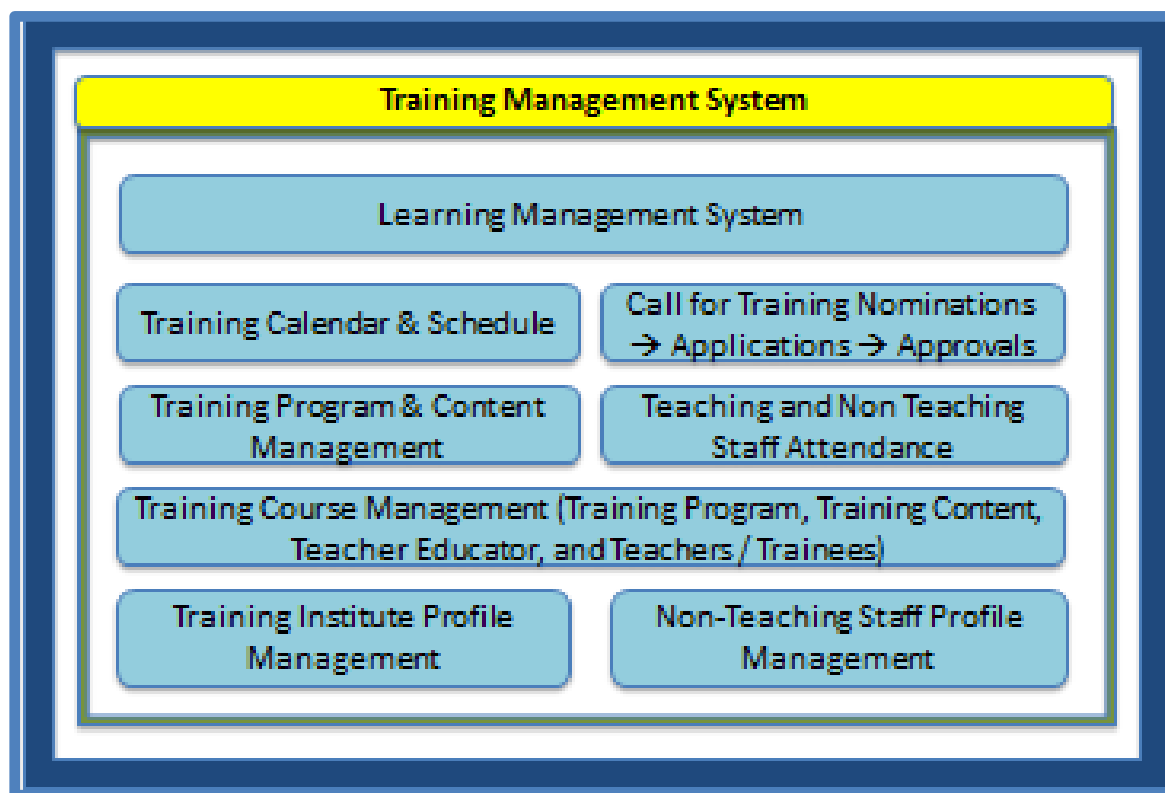 Training Management System
Learning Management System
Training Calendar & Schedule
Call for Training Nominations
→ Applications → Approvals
Training Program & Content
Management
Teaching and Non Teaching
Staff Attendance
Training Course Management (Training Program, Training Content,
Teacher Educator, and Teachers / Trainees)
Training Institute Profile
Management
Non-Teaching Staff Profile
Management